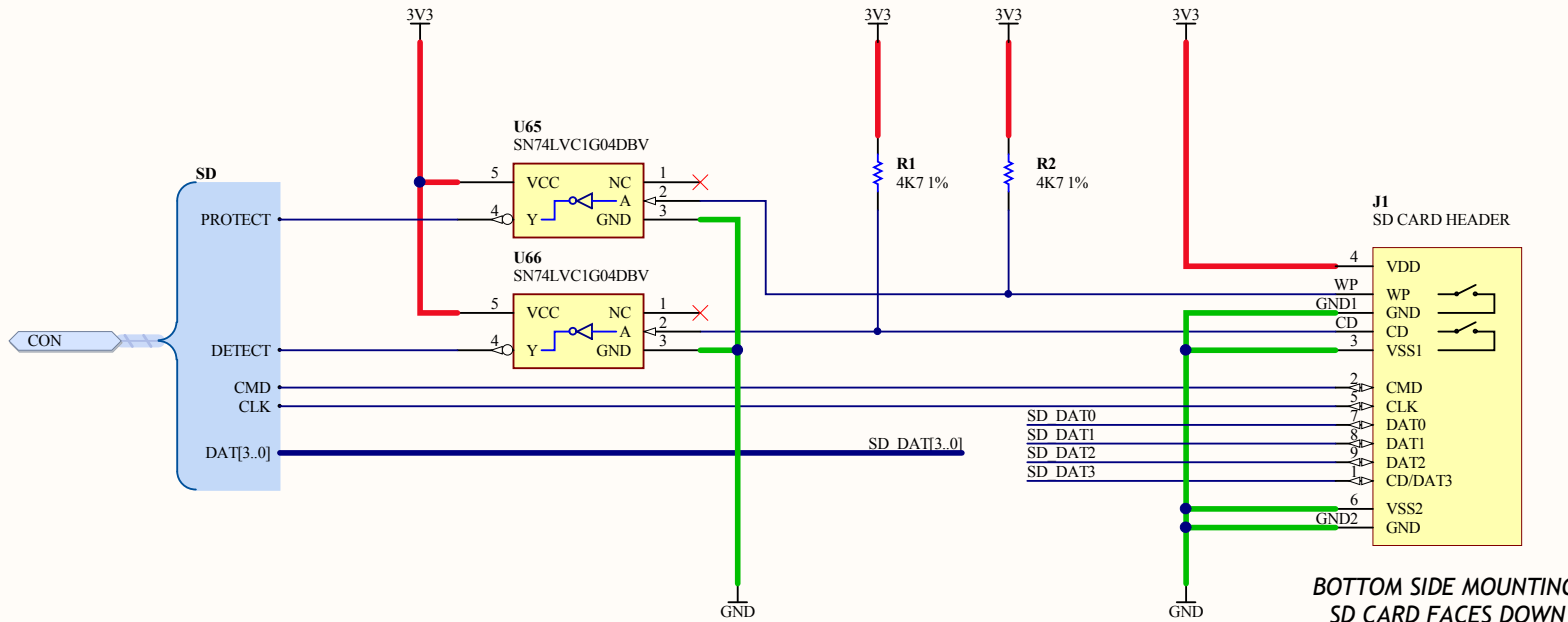 3V3
3V3
3V3
3V3
U65
SN74LVC1G04DBV
5
VCC
NC
1
A
2
4
Y
GND
3
U66
SN74LVC1G04DBV
5
VCC
NC
1
A
2
4
Y
GND
3
R1
4K7 1%
R2
4K7 1%
SD
PROTECT
DETECT
CMD
CLK
DAT[3..0]
CON
SD_DAT[3..0]
SD_DAT0
SD_DAT1
SD_DAT2
SD_DAT3
J1
SD CARD HEADER
4
VDD
WP
WP
GND1
GND
CD
CD
3
VSS1
2
CMD
5
CLK
7
DAT0
8
DAT1
9
DAT2
1
CD/DAT3
6
VSS2
GND2
GND
GND
GND
BOTTOM SIDE MOUNTING
SD CARD FACES DOWN